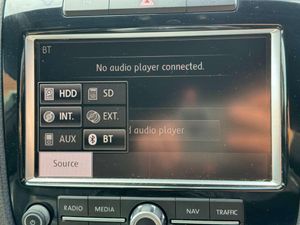 BT
No audio player connected.
HDD SD
INT. EXT.
AUX BT
d audio player
Source
RADIO MEDIA NAV TRAFFIC